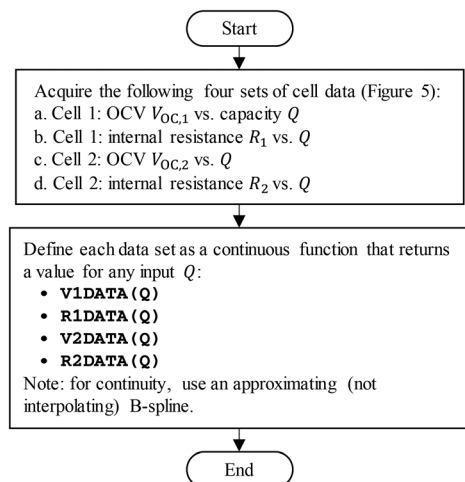 Start
Acquire the following four sets of cell data (Figure 5):
a. Cell 1: OCV V_OC,1 vs. capacity Q
b. Cell 1: internal resistance R_1 vs. Q
c. Cell 2: OCV V_OC,2 vs. Q
d. Cell 2: internal resistance R_2 vs. Q
Define each data set as a continuous function that returns
a value for any input Q:
• V1DATA(Q)
• R1DATA(Q)
• V2DATA(Q)
• R2DATA(Q)
Note: for continuity, use an approximating (not
interpolating) B-spline.
End